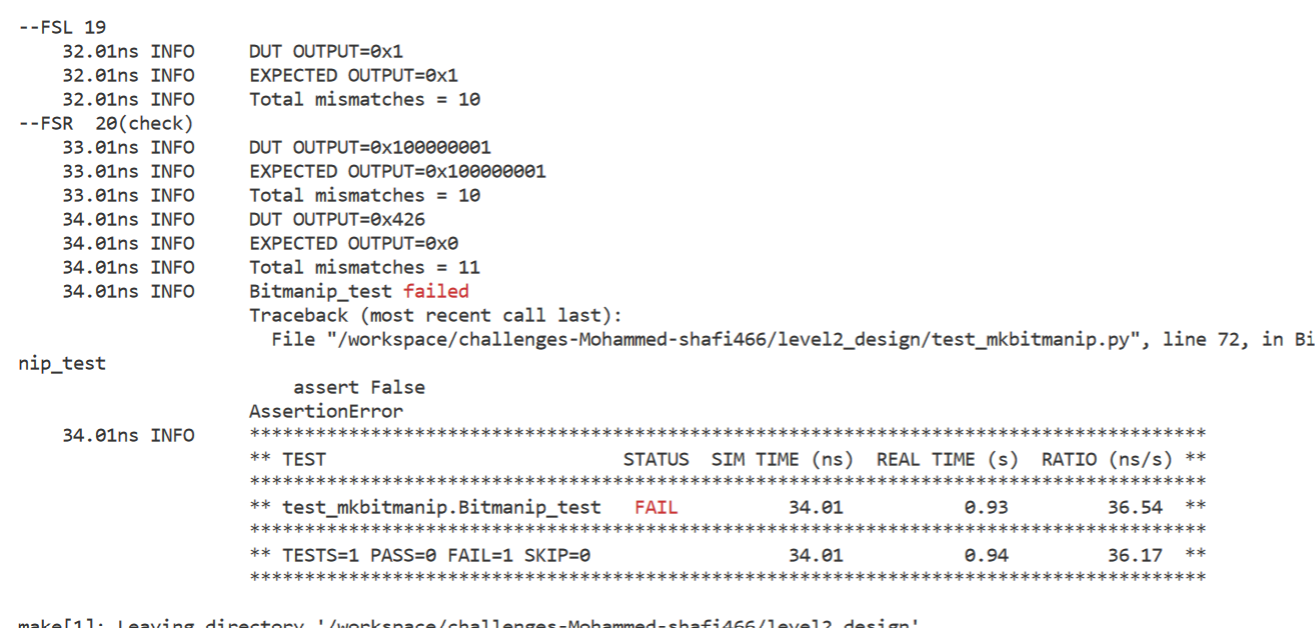 --FSL 19
32.01ns INFO DUT OUTPUT=0x1
32.01ns INFO EXPECTED OUTPUT=0x1
32.01ns INFO Total mismatches = 10
--FSR  20(check)
33.01ns INFO DUT OUTPUT=0x100000001
33.01ns INFO EXPECTED OUTPUT=0x100000001
33.01ns INFO Total mismatches = 10
34.01ns INFO DUT OUTPUT=0x426
34.01ns INFO EXPECTED OUTPUT=0x0
34.01ns INFO Total mismatches = 11
34.01ns INFO Bitmanip_test failed
Traceback (most recent call last):
File "/workspace/challenges-Mohammed-shafi466/level2_design/test_mkbitmanip.py", line 72, in Bi
nip_test
assert False
AssertionError
34.01ns INFO ***************************************************************************************
** TEST STATUS SIM TIME (ns) REAL TIME (s) RATIO (ns/s) **
***************************************************************************************
** test_mkbitmanip.Bitmanip_test FAIL 34.01 0.93 36.54 **
***************************************************************************************
** TESTS=1 PASS=0 FAIL=1 SKIP=0 34.01 0.94 36.17 **
***************************************************************************************
make[1]: Leaving directory '/workspace/challenges-Mohammed-shafi466/level2_design'